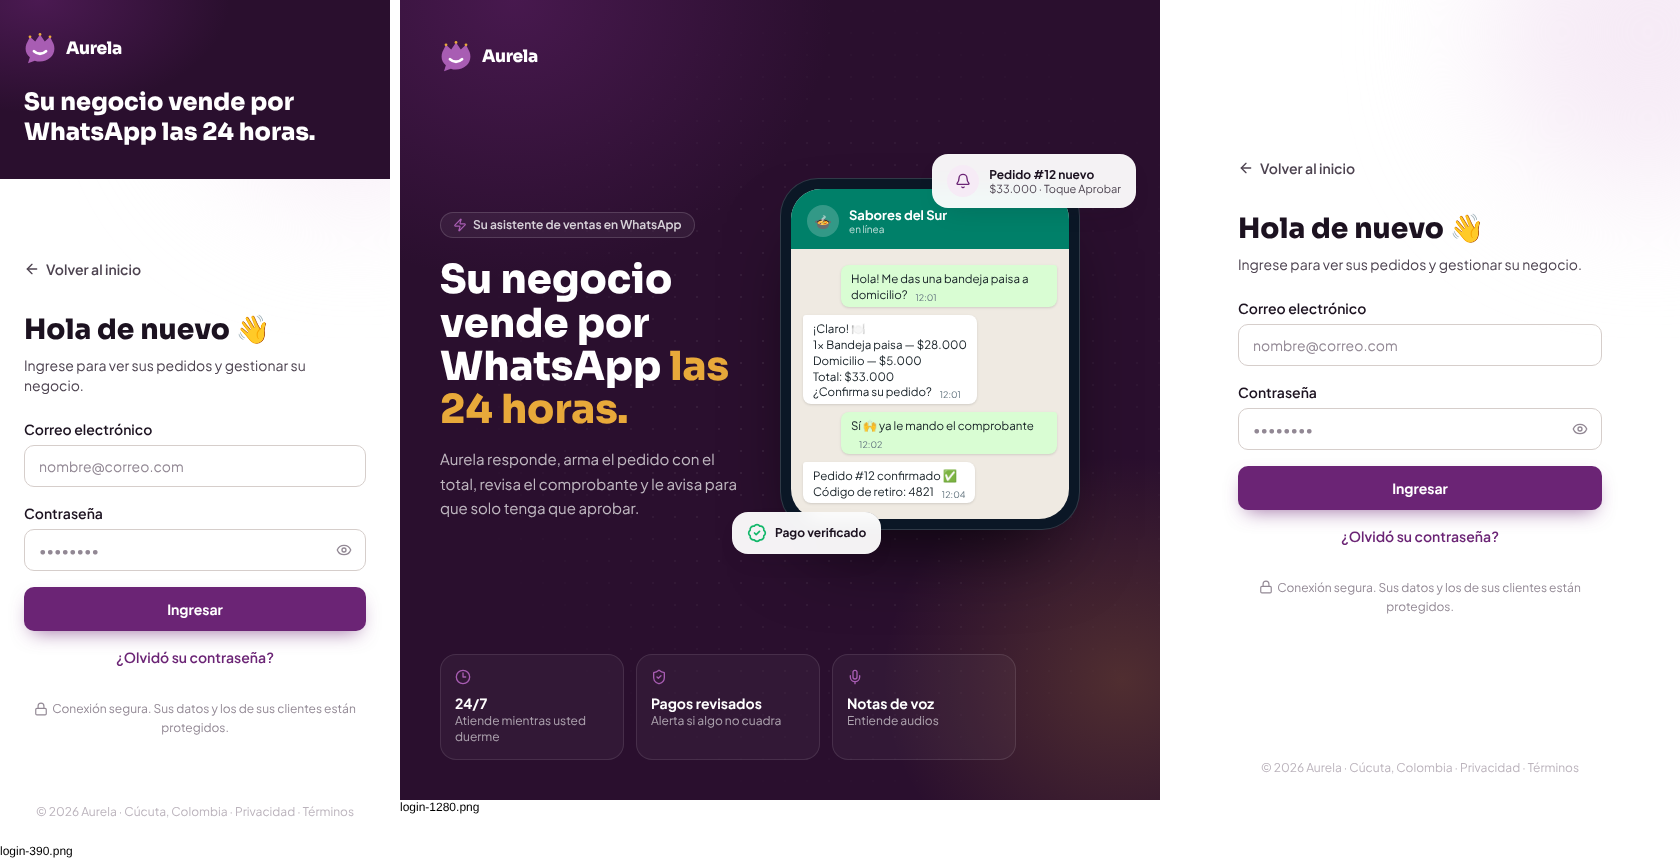 Aurela
Su negocio vende por
WhatsApp las 24 horas.
Volver al inicio
Hola de nuevo 👋
Ingrese para ver sus pedidos y gestionar su
negocio.
Correo electrónico
nombre@correo.com
Contraseña
••••••••
Ingresar
¿Olvidó su contraseña?
Conexión segura. Sus datos y los de sus clientes están
protegidos.
© 2026 Aurela · Cúcuta, Colombia · Privacidad · Términos
login-390.png
Aurela
Su asistente de ventas en WhatsApp
Su negocio
vende por
WhatsApp las
24 horas.
Aurela responde, arma el pedido con el
total, revisa el comprobante y le avisa para
que solo tenga que aprobar.
Pedido #12 nuevo
$33.000 · Toque Aprobar
Sabores del Sur
en línea
Hola! Me das una bandeja paisa a
domicilio? 12:01
¡Claro! 🍽️
1× Bandeja paisa — $28.000
Domicilio — $5.000
Total: $33.000
¿Confirma su pedido? 12:01
Sí 🙌 ya le mando el comprobante
12:02
Pedido #12 confirmado ✅
Código de retiro: 4821 12:04
Pago verificado
24/7
Atiende mientras usted
duerme
Pagos revisados
Alerta si algo no cuadra
Notas de voz
Entiende audios
login-1280.png
Volver al inicio
Hola de nuevo 👋
Ingrese para ver sus pedidos y gestionar su negocio.
Correo electrónico
nombre@correo.com
Contraseña
••••••••
Ingresar
¿Olvidó su contraseña?
Conexión segura. Sus datos y los de sus clientes están
protegidos.
© 2026 Aurela · Cúcuta, Colombia · Privacidad · Términos